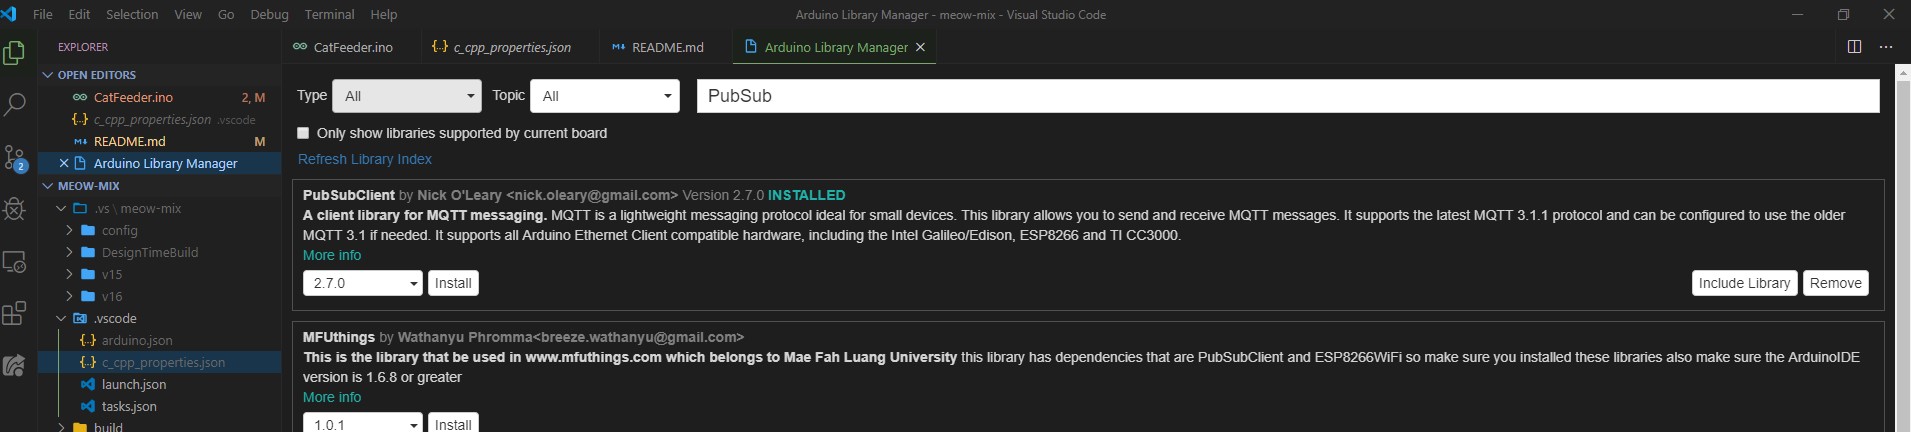 File Edit Selection View Go Debug Terminal Help Arduino Library Manager - meow-mix - Visual Studio Code
EXPLORER
OPEN EDITORS
CatFeeder.ino 2, M
c_cpp_properties.json .vscode
README.md M
Arduino Library Manager
MEOW-MIX
.vs \ meow-mix
config
DesignTimeBuild
v15
v16
.vscode
arduino.json
c_cpp_properties.json
launch.json
tasks.json
build
2
CatFeeder.ino c_cpp_properties.json README.md Arduino Library Manager
Type All Topic All PubSub
Only show libraries supported by current board
Refresh Library Index
PubSubClient by Nick O'Leary <nick.oleary@gmail.com> Version 2.7.0 INSTALLED
A client library for MQTT messaging. MQTT is a lightweight messaging protocol ideal for small devices. This library allows you to send and receive MQTT messages. It supports the latest MQTT 3.1.1 protocol and can be configured to use the older
MQTT 3.1 if needed. It supports all Arduino Ethernet Client compatible hardware, including the Intel Galileo/Edison, ESP8266 and TI CC3000.
More info
2.7.0 Install Include Library Remove
MFUthings by Wathanyu Phromma<breeze.wathanyu@gmail.com>
This is the library that be used in www.mfuthings.com which belongs to Mae Fah Luang University this library has dependencies that are PubSubClient and ESP8266WiFi so make sure you installed these libraries also make sure the ArduinoIDE
version is 1.6.8 or greater
More info
1.0.1 Install